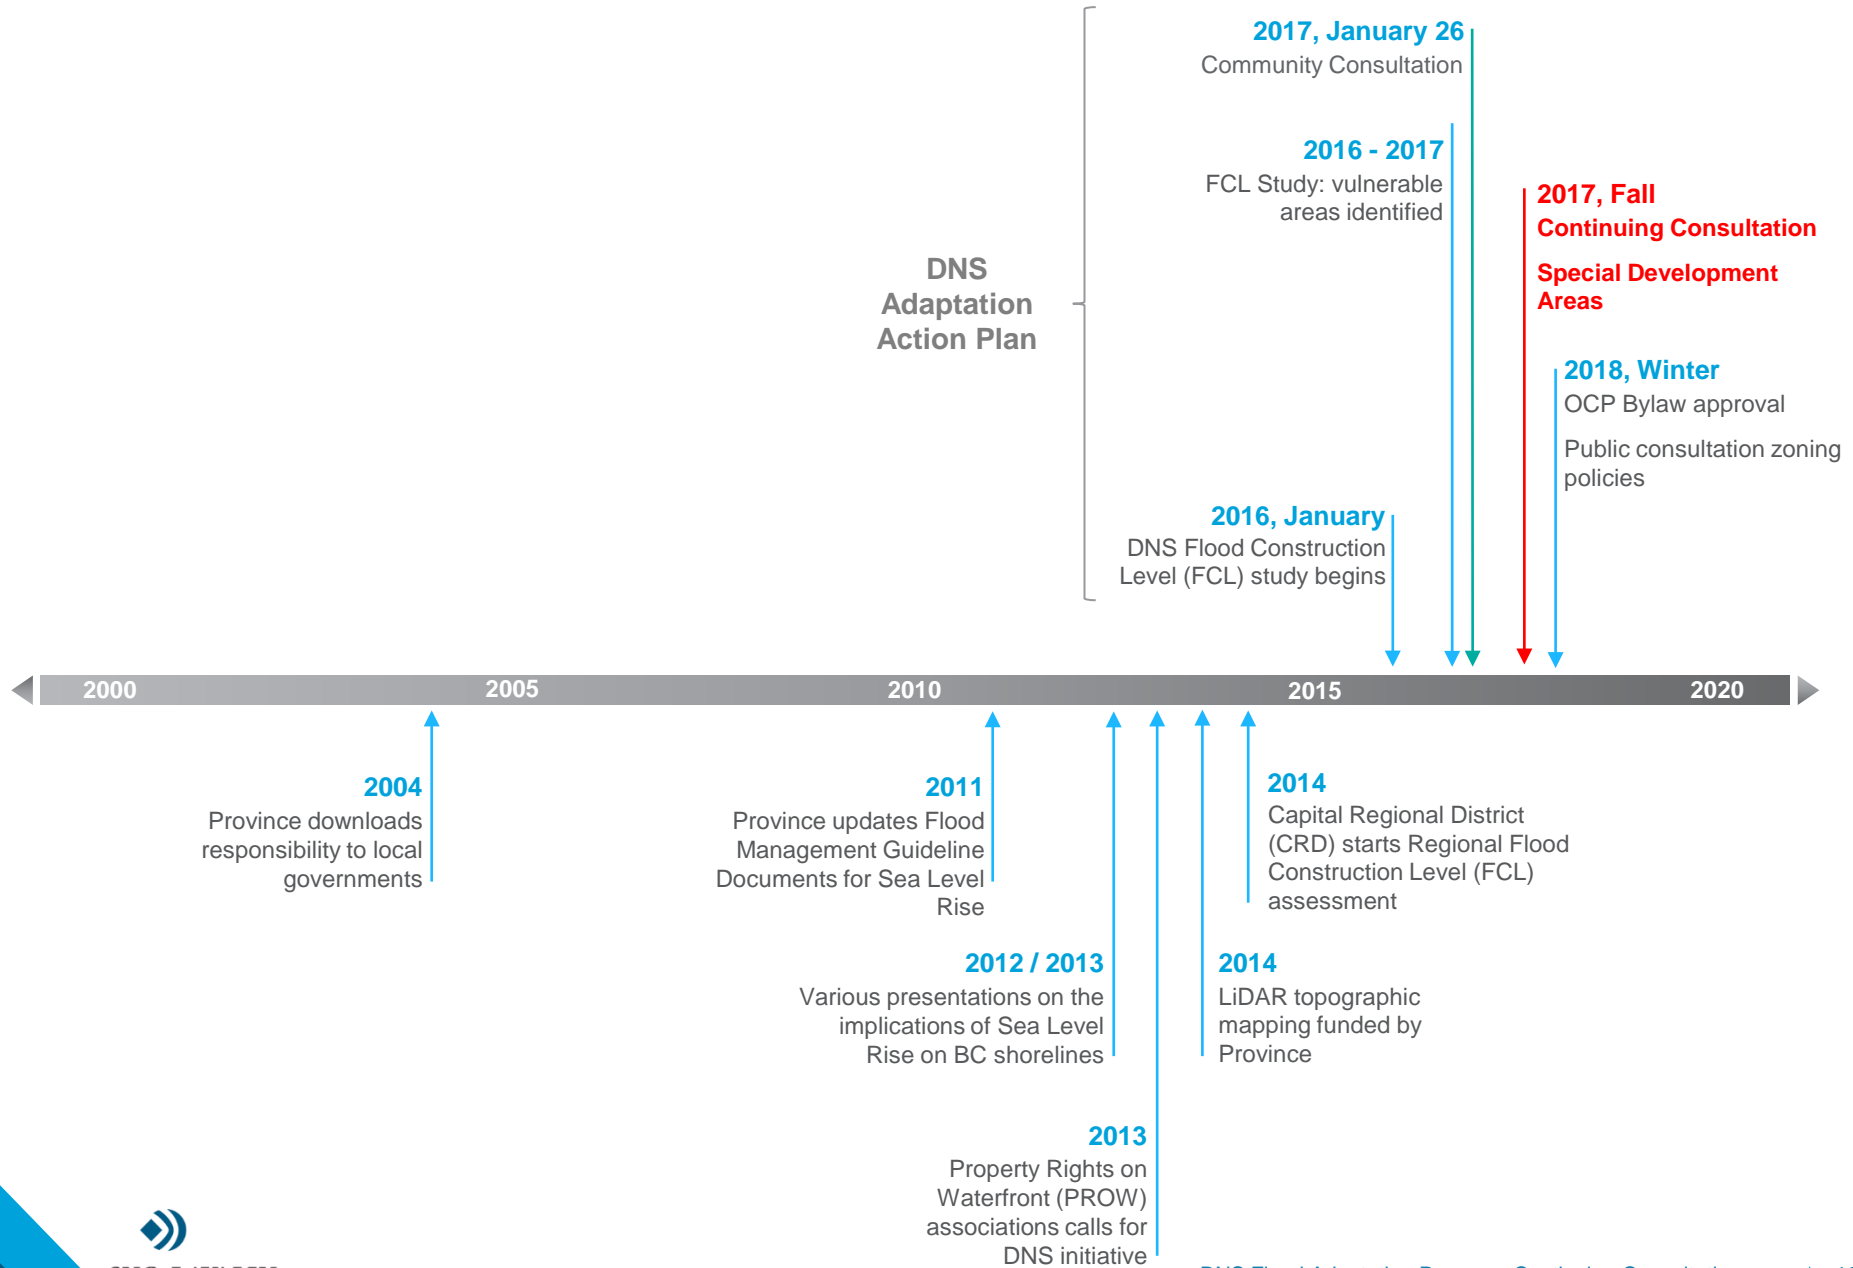 2017, January 26
Community Consultation
2016 - 2017
FCL Study: vulnerable
areas identified
2017, Fall
Continuing Consultation
Special Development
Areas
DNS
Adaptation
Action Plan
2018, Winter
OCP Bylaw approval
Public consultation zoning
policies
2016, January
DNS Flood Construction
Level (FCL) study begins
2000 2005 2010 2015 2020
2004
Province downloads
responsibility to local
governments
2011
Province updates Flood
Management Guideline
Documents for Sea Level
Rise
2014
Capital Regional District
(CRD) starts Regional Flood
Construction Level (FCL)
assessment
2012 / 2013
Various presentations on the
implications of Sea Level
Rise on BC shorelines
2014
LiDAR topographic
mapping funded by
Province
2013
Property Rights on
Waterfront (PROW)
associations calls for
DNS initiative